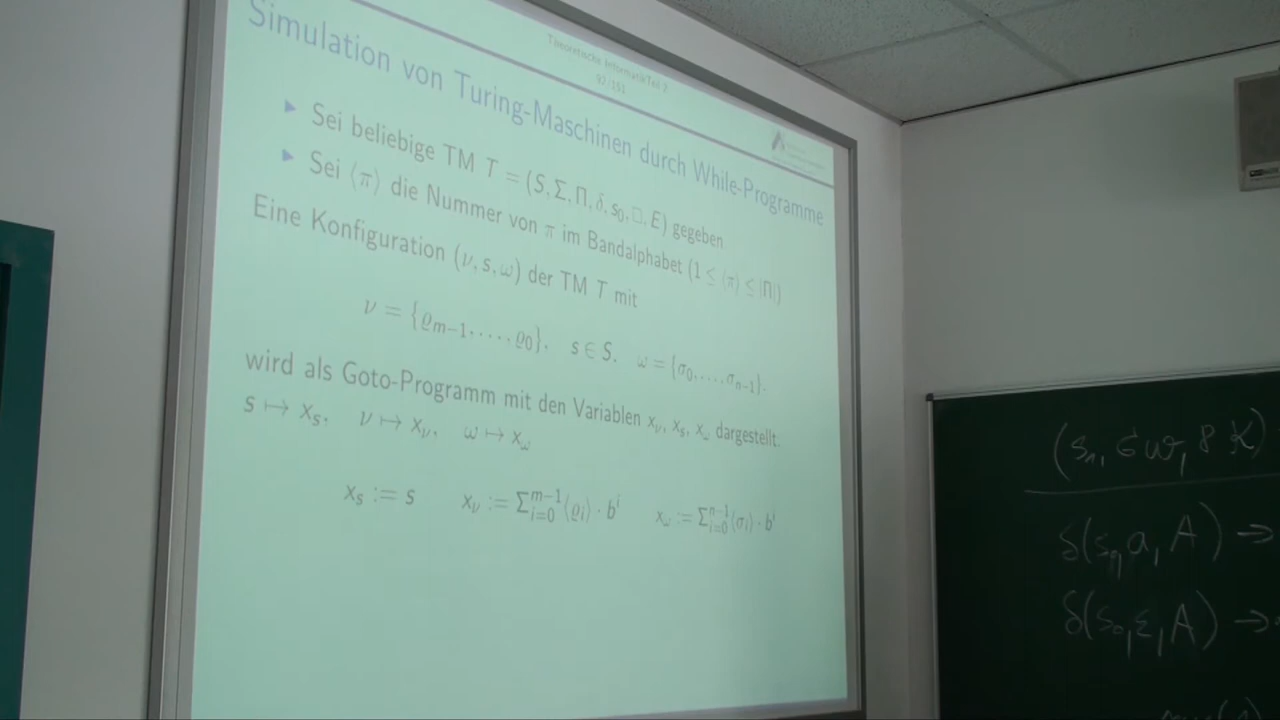 Theoretische Informatik Teil 2
92/151
Simulation von Turing-Maschinen durch While-Programme
▶ Sei beliebige TM T = (S, Σ, Π, δ, s₀, □, E) gegeben
▶ Sei ⟨π⟩ die Nummer von π im Bandalphabet (1 ≤ ⟨π⟩ ≤ |Π|)
Eine Konfiguration (ν, s, ω) der TM T mit
ν = {ϱ_{m−1}, …, ϱ₀}, s ∈ S, ω = {σ₀, …, σ_{n−1}}.
wird als Goto-Programm mit den Variablen x_ν, x_s, x_ω dargestellt.
s ↦ x_s, ν ↦ x_ν, ω ↦ x_ω
x_s := s x_ν := Σ_{i=0}^{m−1} ⟨ϱ_i⟩ · b^i x_ω := Σ_{i=0}^{n−1} ⟨σ_i⟩ · b^i
δ(s₀, ε, A) →